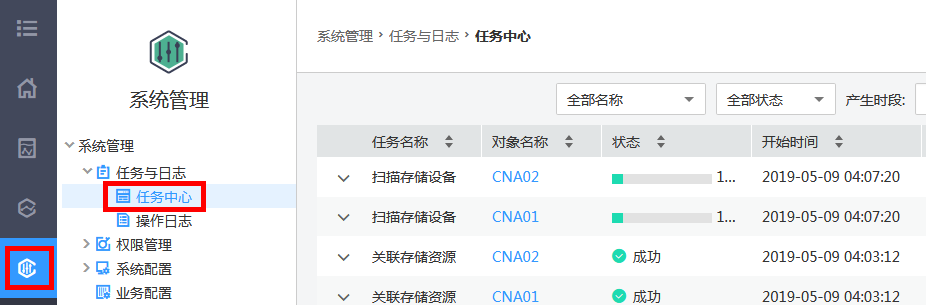 系统管理
系统管理
任务与日志
任务中心
操作日志
权限管理
系统配置
业务配置
系统管理 › 任务与日志 › 任务中心
全部名称 全部状态 产生时段:
任务名称 对象名称 状态 开始时间
扫描存储设备 CNA02 1... 2019-05-09 04:07:20
扫描存储设备 CNA01 1... 2019-05-09 04:07:20
关联存储资源 CNA02 成功 2019-05-09 04:03:12
关联存储资源 CNA01 成功 2019-05-09 04:03:12